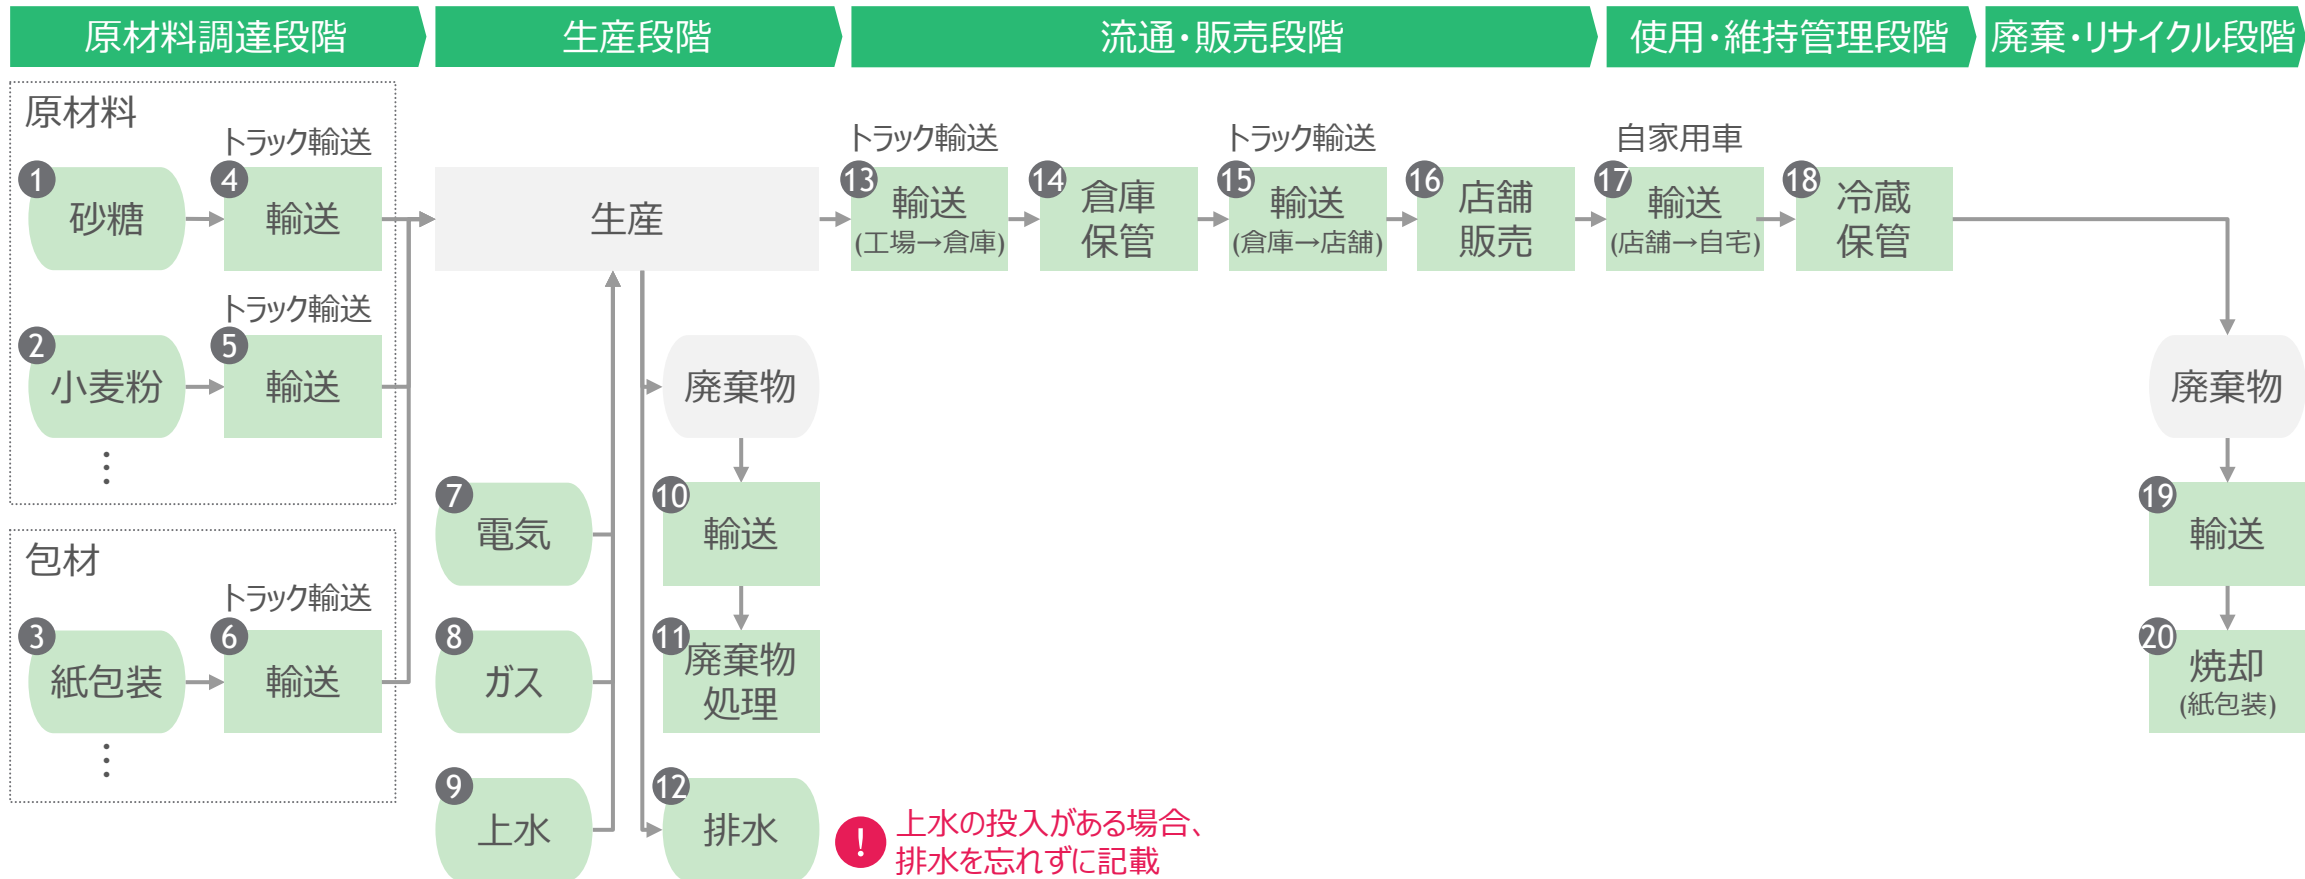 原材料調達段階
生産段階
流通・販売段階
使用・維持管理段階
廃棄・リサイクル段階
原材料
トラック輸送
1
砂糖
4
輸送
トラック輸送
2
小麦粉
5
輸送
⋮
包材
トラック輸送
3
紙包装
6
輸送
⋮
生産
7
電気
8
ガス
9
上水
廃棄物
10
輸送
11
廃棄物
処理
12
排水
!
上水の投入がある場合、
排水を忘れずに記載
トラック輸送
13
輸送
(工場→倉庫)
14
倉庫
保管
トラック輸送
15
輸送
(倉庫→店舗)
16
店舗
販売
自家用車
17
輸送
(店舗→自宅)
18
冷蔵
保管
廃棄物
19
輸送
20
焼却
(紙包装)